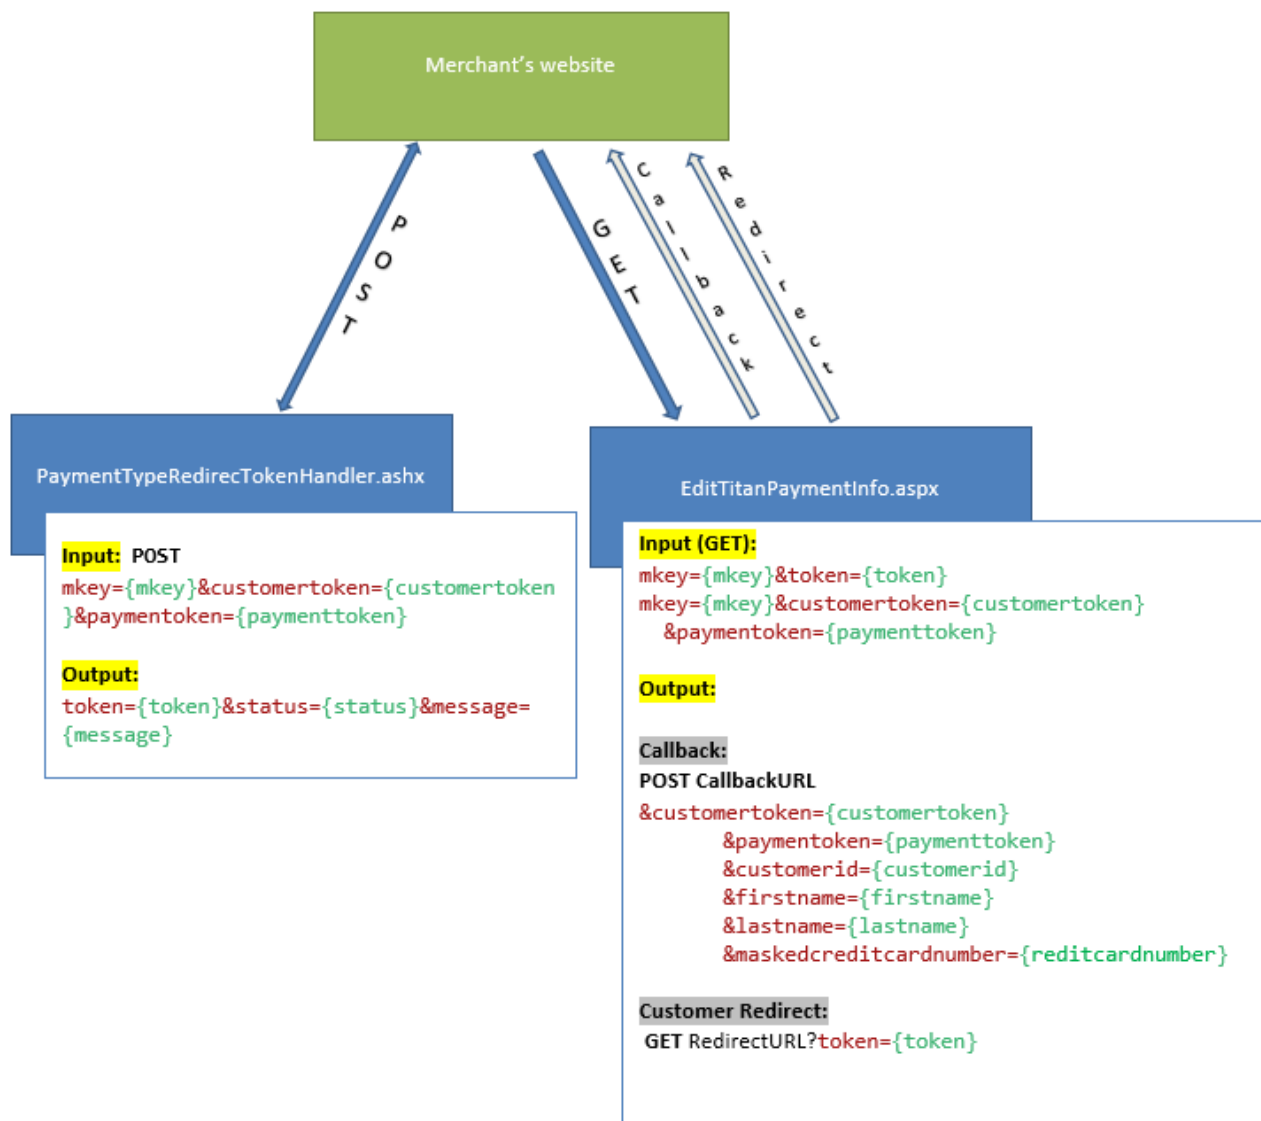 Merchant's website
POST
GET
Callback
Redirect
PaymentTypeRedirecTokenHandler.ashx
Input: POST
mkey={mkey}&customertoken={customertoken
}&paymentoken={paymenttoken}
Output:
token={token}&status={status}&message=
{message}
EditTitanPaymentInfo.aspx
Input (GET):
mkey={mkey}&token={token}
mkey={mkey}&customertoken={customertoken}
&paymentoken={paymenttoken}
Output:
Callback:
POST CallbackURL
&customertoken={customertoken}
&paymentoken={paymenttoken}
&customerid={customerid}
&firstname={firstname}
&lastname={lastname}
&maskedcreditcardnumber={reditcardnumber}
Customer Redirect:
GET RedirectURL?token={token}